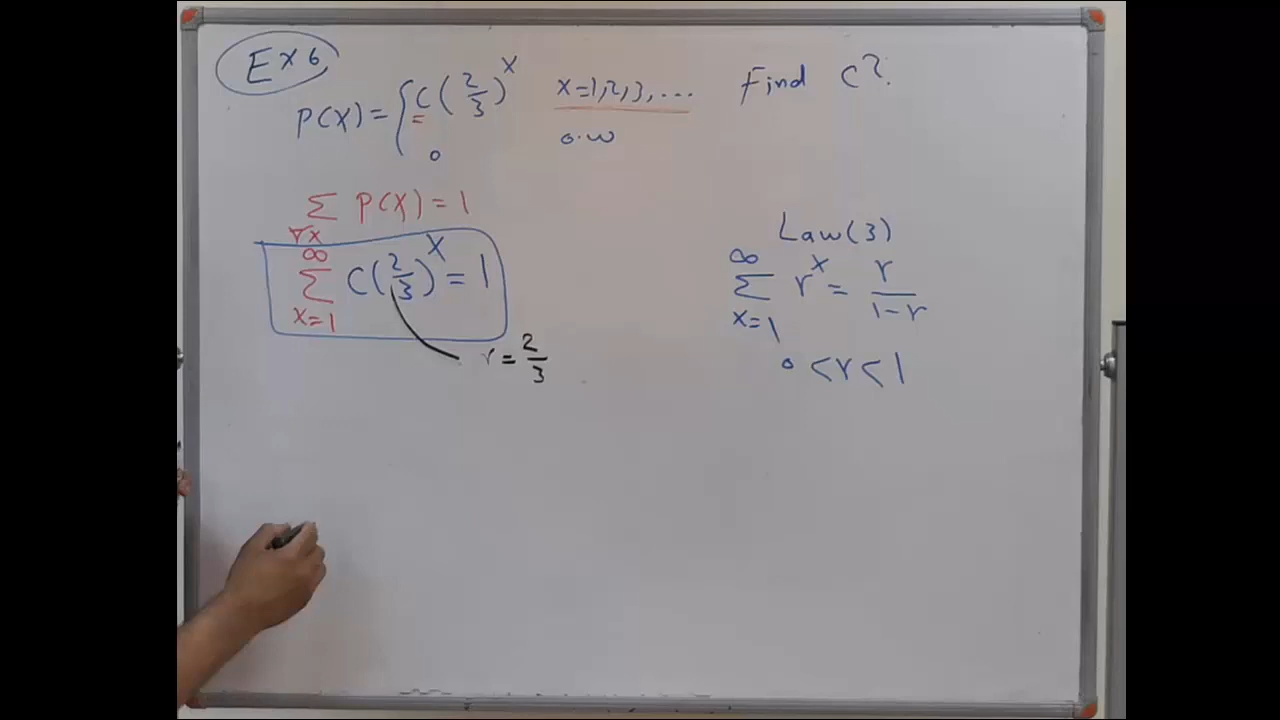 Ex 6
P(X) = { C (2/3)^x x=1,2,3,... Find C?
0 o.w
Σ P(X) = 1
∀x
∞
Σ C(2/3)^x = 1
x=1
r = 2/3
Law(3)
∞
Σ r^x = r/(1-r)
x=1
0 < r < 1